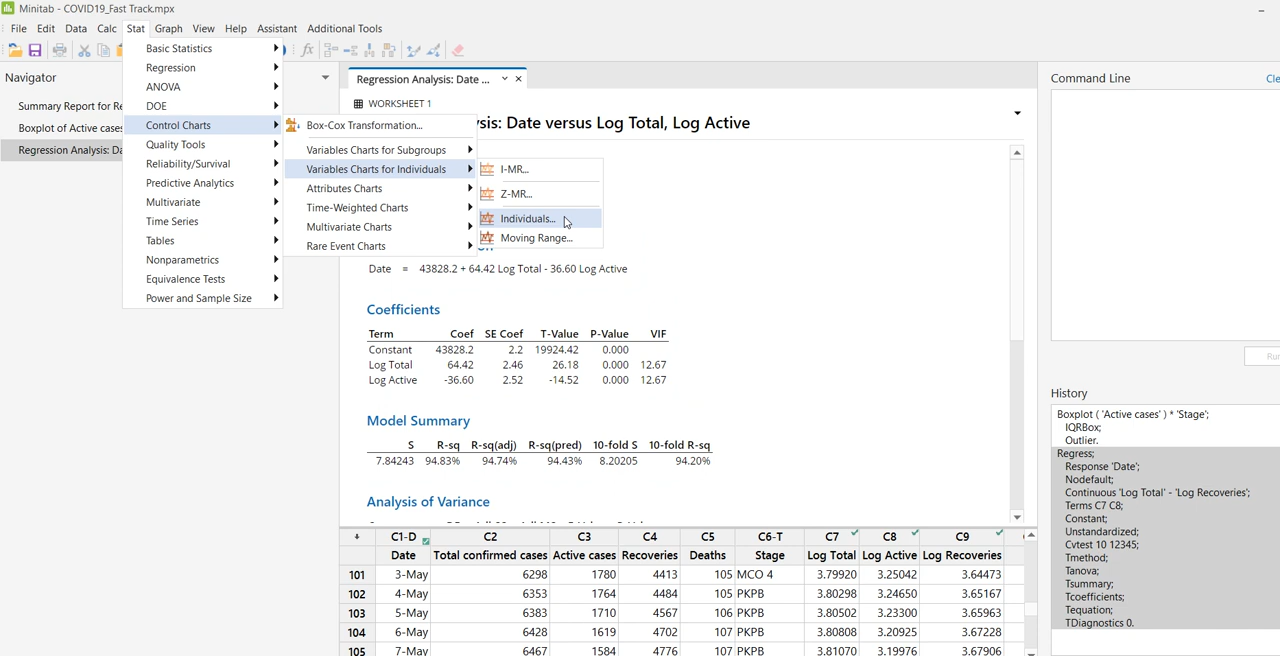 Minitab - COVID19_Fast Track.mpx
File Edit Data Calc Stat Graph View Help Assistant Additional Tools
Navigator
Summary Report for Re
Boxplot of Active cases
Regression Analysis: Da
Basic Statistics
Regression
ANOVA
DOE
Control Charts
Quality Tools
Reliability/Survival
Predictive Analytics
Multivariate
Time Series
Tables
Nonparametrics
Equivalence Tests
Power and Sample Size
Box-Cox Transformation...
Variables Charts for Subgroups
Variables Charts for Individuals
Attributes Charts
Time-Weighted Charts
Multivariate Charts
Rare Event Charts
I-MR...
Z-MR...
Individuals...
Moving Range...
Regression Analysis: Date ...
WORKSHEET 1
sis: Date versus Log Total, Log Active
Date = 43828.2 + 64.42 Log Total - 36.60 Log Active
Coefficients
Term Coef SE Coef T-Value P-Value VIF
Constant 43828.2 2.2 19924.42 0.000
Log Total 64.42 2.46 26.18 0.000 12.67
Log Active -36.60 2.52 -14.52 0.000 12.67
Model Summary
S R-sq R-sq(adj) R-sq(pred) 10-fold S 10-fold R-sq
7.84243 94.83% 94.74% 94.43% 8.20205 94.20%
Analysis of Variance
C1-D C2 C3 C4 C5 C6-T C7 C8 C9
Date Total confirmed cases Active cases Recoveries Deaths Stage Log Total Log Active Log Recoveries
101 3-May 6298 1780 4413 105 MCO 4 3.79920 3.25042 3.64473
102 4-May 6353 1764 4484 105 PKPB 3.80298 3.24650 3.65167
103 5-May 6383 1710 4567 106 PKPB 3.80502 3.23300 3.65963
104 6-May 6428 1619 4702 107 PKPB 3.80808 3.20925 3.67228
105 7-May 6467 1584 4776 107 PKPB 3.81070 3.19976 3.67906
Command Line
Cle
Ru
History
Boxplot ( 'Active cases' ) * 'Stage';
IQRBox;
Outlier.
Regress;
Response 'Date';
Nodefault;
Continuous 'Log Total' - 'Log Recoveries';
Terms C7 C8;
Constant;
Unstandardized;
Cvtest 10 12345;
Tmethod;
Tanova;
Tsummary;
Tcoefficients;
Tequation;
TDiagnostics 0.